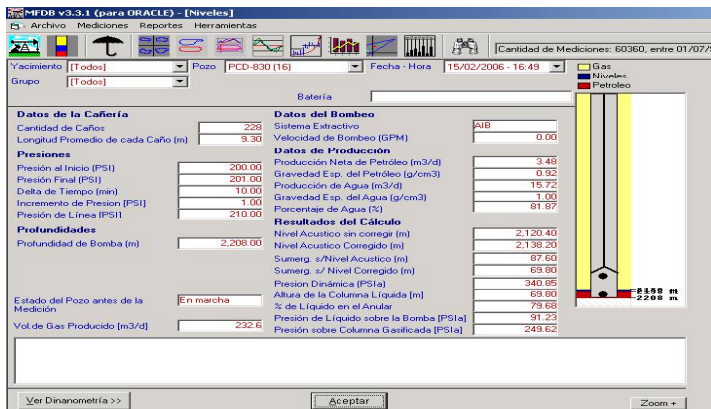 MFDB v3.3.1 (para ORACLE) - [Niveles]
Archivo Mediciones Reportes Herramientas
Cantidad de Mediciones: 60360, entre 01/07/
Yacimiento [Todos] Pozo PCD-830 (16) Fecha - Hora 15/02/2006 - 16:49
Grupo [Todos]
Gas
Niveles
Petroleo
Batería
Datos de la Cañería
Cantidad de Caños 228
Longitud Promedio de cada Caño (m) 9.30
Presiones
Presión al Inicio (PSI) 200.00
Presión Final (PSI) 201.00
Delta de Tiempo (min) 10.00
Incremento de Presion [PSI] 1.00
Presión de Línea [PSI] 210.00
Profundidades
Profundidad de Bomba (m) 2,208.00
Estado del Pozo antes de la Medición En marcha
Vol.de Gas Producido [m3/d] 232.6
Datos del Bombeo
Sistema Extractivo AIB
Velocidad de Bombeo (GPM) 0.00
Datos de Producción
Producción Neta de Petróleo (m3/d) 3.48
Gravedad Esp. del Petróleo (g/cm3) 0.92
Producción de Agua (m3/d) 15.72
Gravedad Esp. del Agua (g/cm3) 1.00
Porcentaje de Agua (%) 81.87
Resultados del Cálculo
Nivel Acustico sin corregir (m) 2,120.40
Nivel Acustico Corregido (m) 2,138.20
Sumerg. s/Nivel Acustico (m) 87.60
Sumerg. s/ Nivel Corregido (m) 69.80
Presion Dinámica (PSIa) 340.85
Altura de la Columna Líquida [m] 69.80
% de Líquido en el Anular 79.68
Presión de Líquido sobre la Bomba [PSIa] 91.23
Presión sobre Columna Gasificada (PSIa) 249.62
2208 m
Ver Dinanometría >> Aceptar Zoom +